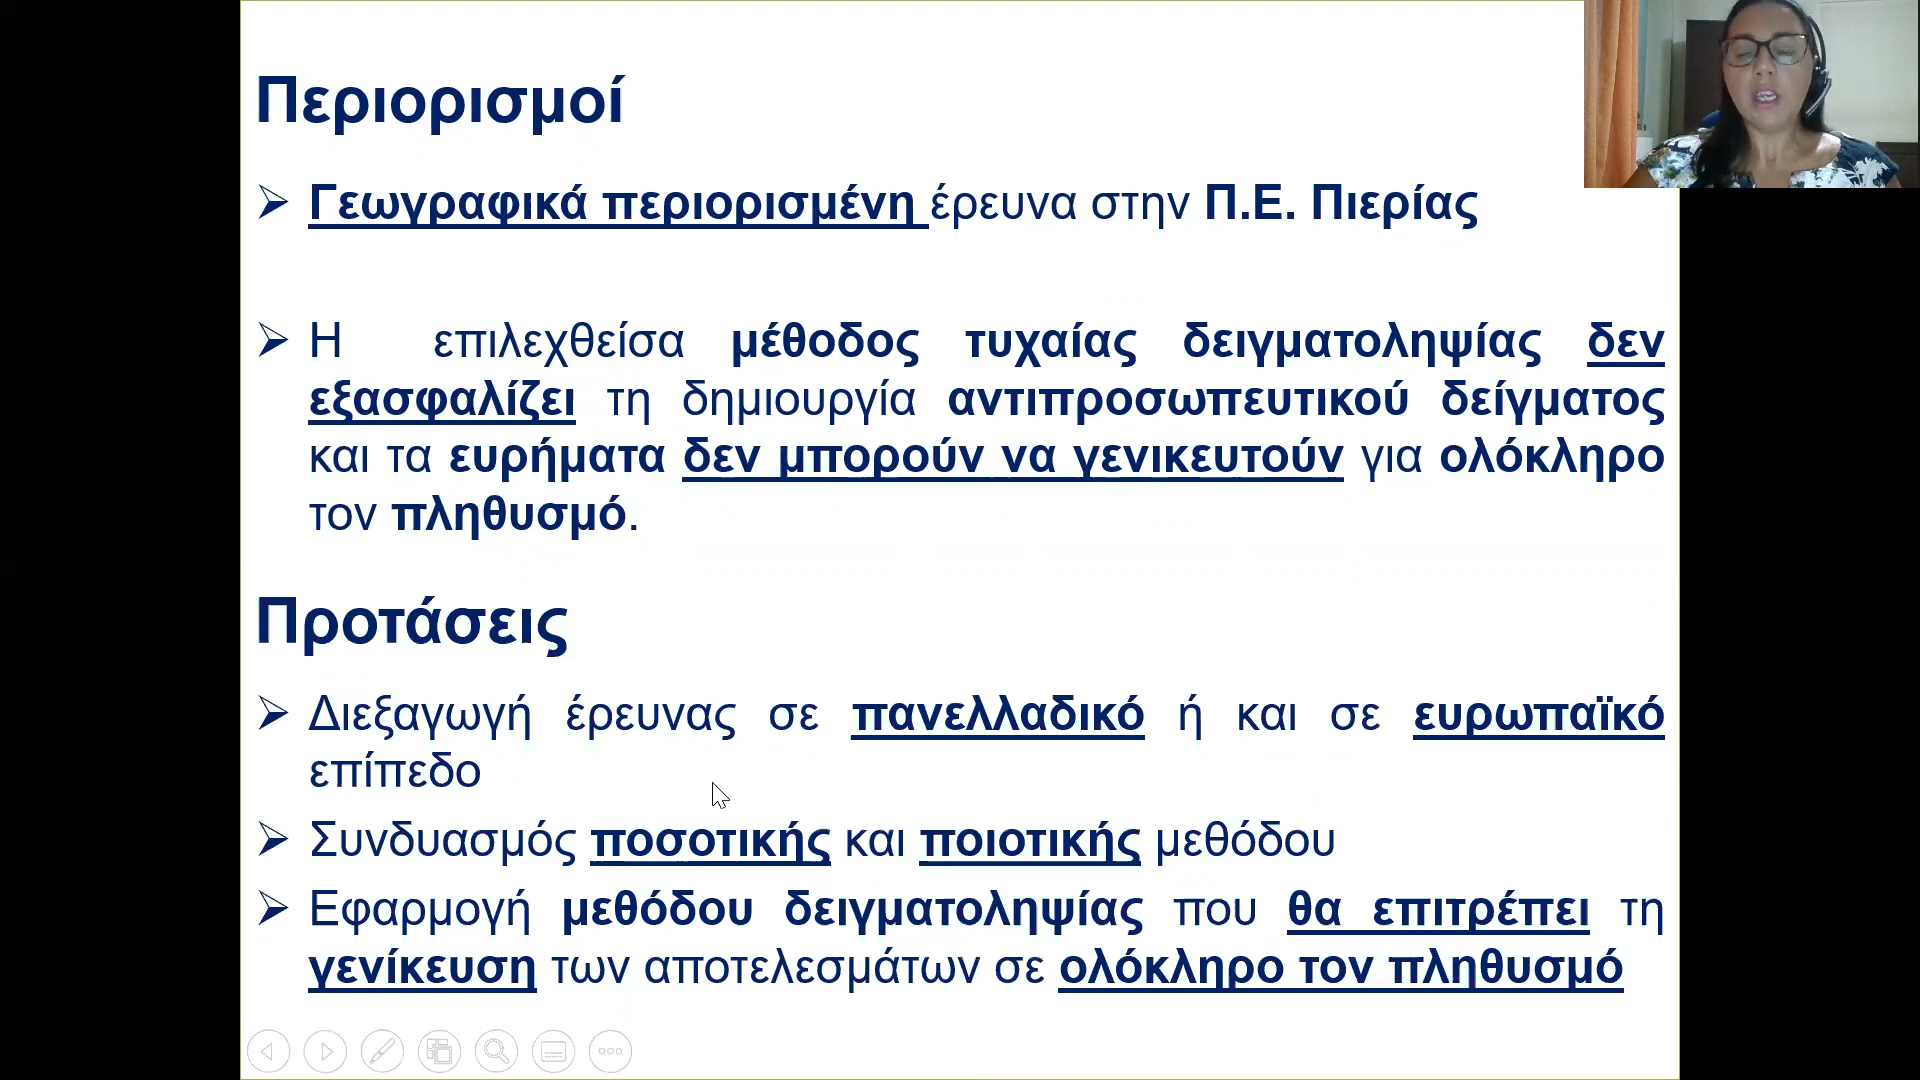 Περιορισμοί
➢ Γεωγραφικά περιορισμένη έρευνα στην Π.Ε. Πιερίας
➢ Η επιλεχθείσα μέθοδος τυχαίας δειγματοληψίας δεν
εξασφαλίζει τη δημιουργία αντιπροσωπευτικού δείγματος
και τα ευρήματα δεν μπορούν να γενικευτούν για ολόκληρο
τον πληθυσμό.
Προτάσεις
➢ Διεξαγωγή έρευνας σε πανελλαδικό ή και σε ευρωπαϊκό
επίπεδο
➢ Συνδυασμός ποσοτικής και ποιοτικής μεθόδου
➢ Εφαρμογή μεθόδου δειγματοληψίας που θα επιτρέπει τη
γενίκευση των αποτελεσμάτων σε ολόκληρο τον πληθυσμό